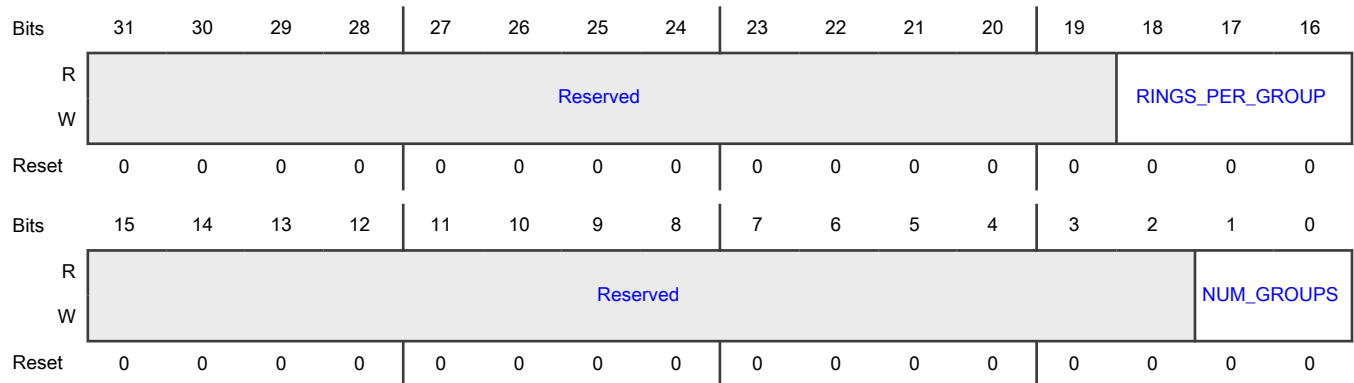 Bits 31 30 29 28 27 26 25 24 23 22 21 20 19 18 17 16
R
Reserved RINGS_PER_GROUP
W
Reset 0 0 0 0 0 0 0 0 0 0 0 0 0 0 0 0
Bits 15 14 13 12 11 10 9 8 7 6 5 4 3 2 1 0
R
Reserved NUM_GROUPS
W
Reset 0 0 0 0 0 0 0 0 0 0 0 0 0 0 0 0